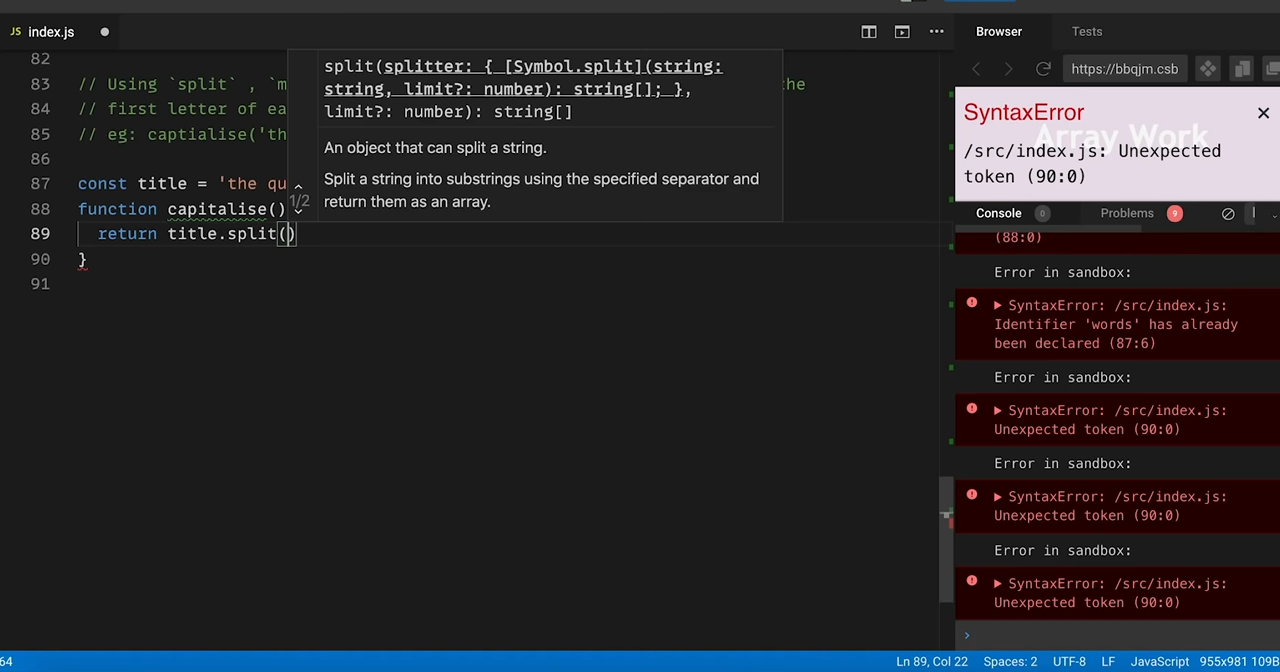 JS index.js
Browser
Tests
https://bbqjm.csb
82
83 // Using `split` , `m
the
84 // first letter of ea
85 // eg: captialise('th
86
87 const title = 'the qu
88 function capitalise()
89 return title.split()
90 }
91
1/2
split(splitter: { [Symbol.split](string:
string, limit?: number): string[]; },
limit?: number): string[]
An object that can split a string.
Split a string into substrings using the specified separator and
return them as an array.
SyntaxError
Array Work
/src/index.js: Unexpected
token (90:0)
Console 0
Problems 9
(88:0)
Error in sandbox:
SyntaxError: /src/index.js:
Identifier 'words' has already
been declared (87:6)
Error in sandbox:
SyntaxError: /src/index.js:
Unexpected token (90:0)
Error in sandbox:
SyntaxError: /src/index.js:
Unexpected token (90:0)
Error in sandbox:
SyntaxError: /src/index.js:
Unexpected token (90:0)
64
Ln 89, Col 22
Spaces: 2
UTF-8
LF
JavaScript
955x981 109B